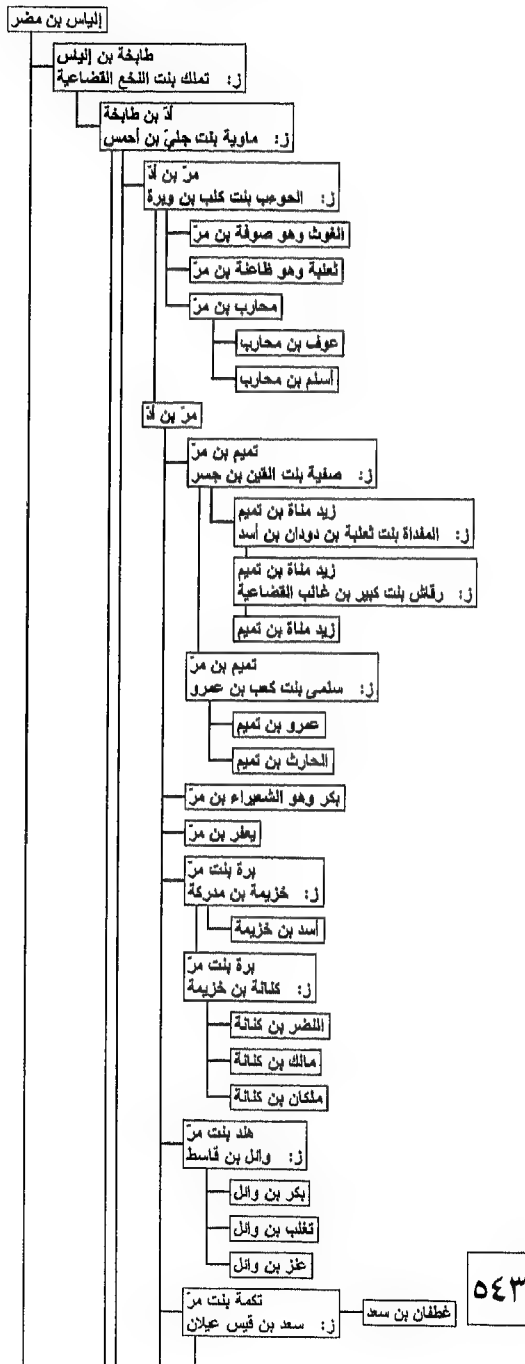 إلياس بن مضر
طابخة بن إلياس
ز: تملك بنت النخع القضاعية
أدّ بن طابخة
ز: ماوية بنت جليّ بن أحمس
مرّ بن أدّ
ز: الحوءب بنت كلب بن وبرة
الغوث وهو صوفة بن مرّ
ثعلبة وهو ظاعنة بن مرّ
محارب بن مرّ
عوف بن محارب
أسلم بن محارب
مرّ بن أدّ
تميم بن مرّ
ز: صفية بنت القين بن جسر
زيد مناة بن تميم
ز: المفداة بنت ثعلبة بن دودان بن أسد
زيد مناة بن تميم
ز: رقاش بنت كبير بن غالب القضاعية
زيد مناة بن تميم
تميم بن مرّ
ز: سلمى بنت كعب بن عمرو
عمرو بن تميم
الحارث بن تميم
بكر وهو الشعيراء بن مرّ
يعفر بن مرّ
برة بنت مرّ
ز: خزيمة بن مدركة
أسد بن خزيمة
برة بنت مرّ
ز: كنانة بن خزيمة
النضر بن كنانة
مالك بن كنانة
ملكان بن كنانة
هند بنت مرّ
ز: وائل بن قاسط
بكر بن وائل
تغلب بن وائل
عنز بن وائل
تكمة بنت مرّ
ز: سعد بن قيس عيلان
غطفان بن سعد
٥٤٣